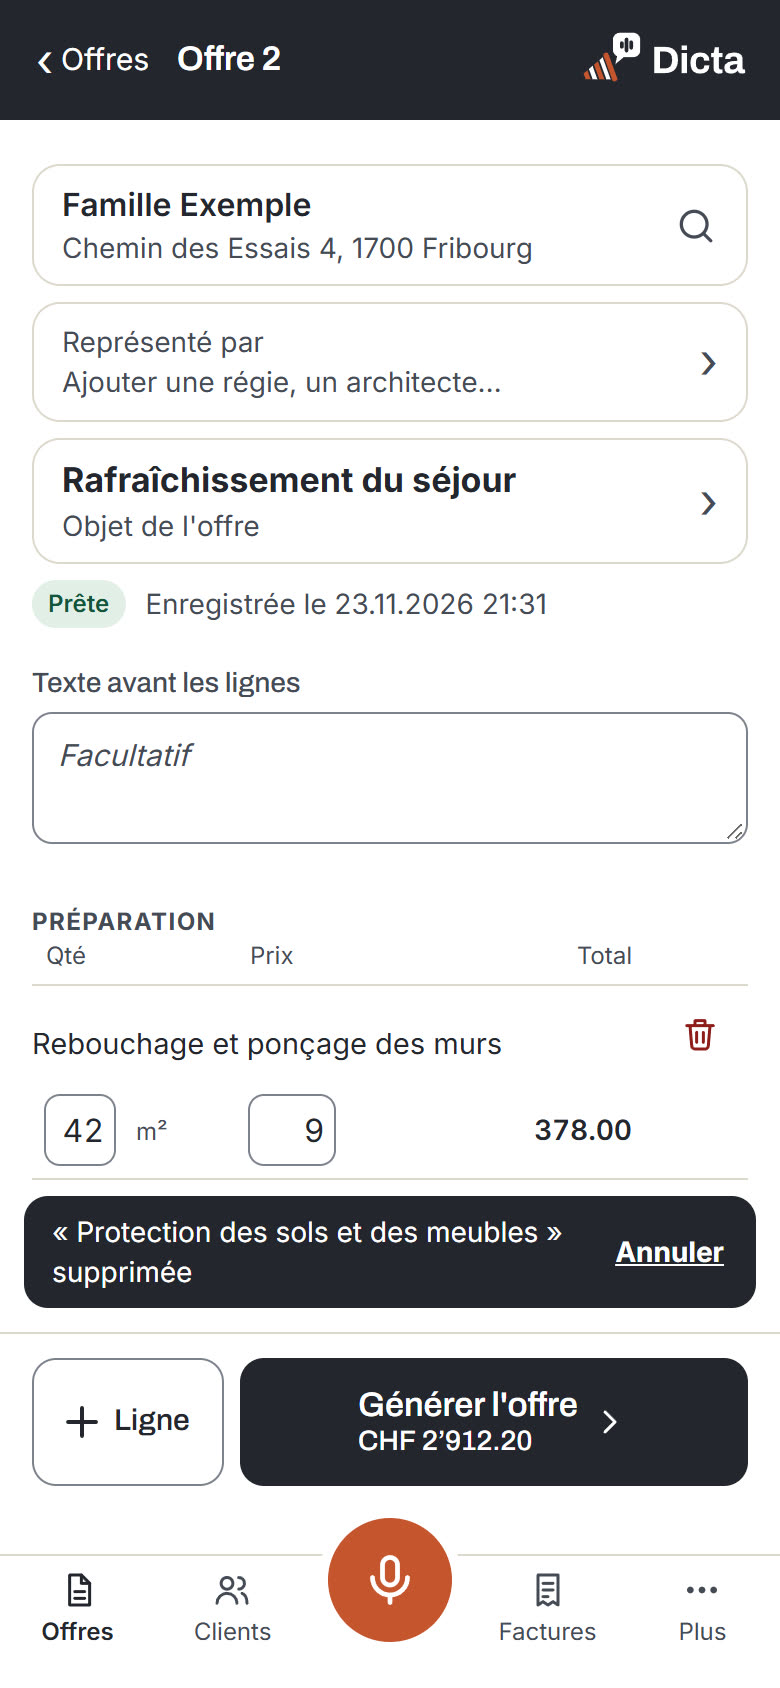 Offres Offre 2 Dicta
Famille Exemple
Chemin des Essais 4, 1700 Fribourg
Représenté par
Ajouter une régie, un architecte...
Rafraîchissement du séjour
Objet de l'offre
Prête Enregistrée le 23.11.2026 21:31
Texte avant les lignes
Facultatif
PRÉPARATION
Qté Prix Total
Rebouchage et ponçage des murs
42 m² 9 378.00
« Protection des sols et des meubles »
supprimée
Annuler
Ligne
Générer l'offre
CHF 2’912.20
Offres Clients Factures Plus